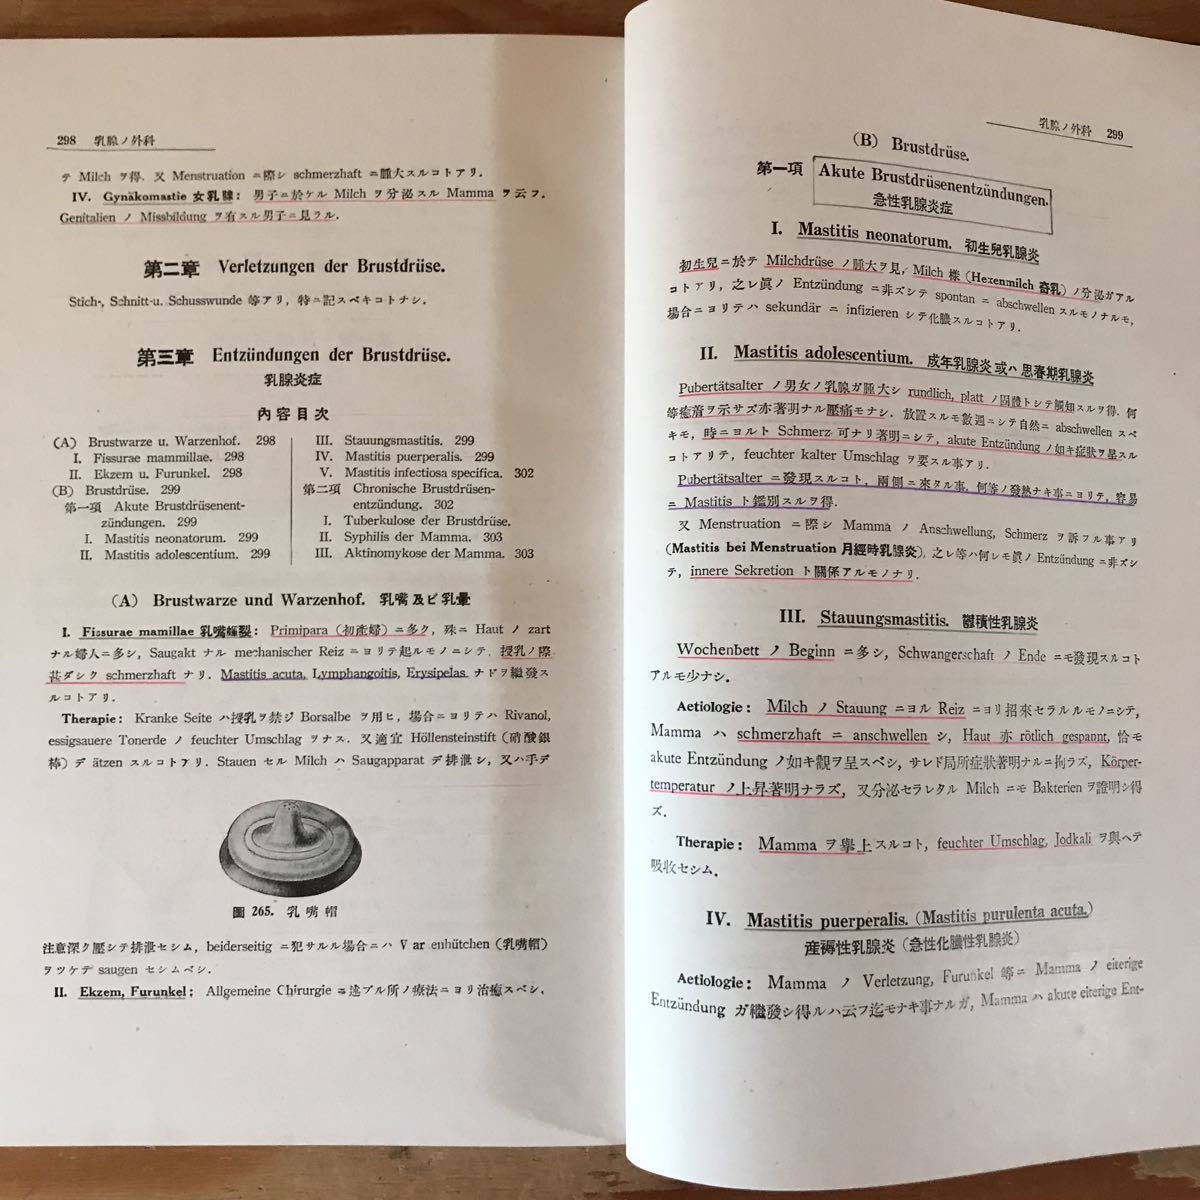 298 乳腺ノ外科
テ Milch ヲ得, 又 Menstruation ニ際シ schmerzhaft ニ腫大スルコトアリ.
IV. Gynäkomastie 女乳腺: 男子ニ於ケル Milch ヲ分泌スル Mamma ヲ云フ.
Genitalien ノ Missbildung ヲ有スル男子ニ見ラル.
第二章 Verletzungen der Brustdrüse.
Stich-, Schnitt-u. Schusswunde 等アリ, 特ニ記スベキコトナシ.
第三章 Entzündungen der Brustdrüse.
乳腺炎症
內容目次
(A) Brustwarze u. Warzenhof. 298
I. Fissurae mammillae. 298
II. Ekzem u. Furunkel. 298
(B) Brustdrüse. 299
第一項 Akute Brustdrüsenent-
zündungen. 299
I. Mastitis neonatorum. 299
II. Mastitis adolescentium. 299
III. Stauungsmastitis. 299
IV. Mastitis puerperalis. 299
V. Mastitis infectiosa specifica. 302
第二項 Chronische Brustdrüsen-
entzündung. 302
I. Tuberkulose der Brustdrüse.
II. Syphilis der Mamma. 303
III. Aktinomykose der Mamma. 303
(A) Brustwarze und Warzenhof. 乳嘴及ビ乳暈
I. Fissurae mamillae 乳嘴皸裂: Primipara (初產婦) ニ多ク, 殊ニ Haut ノ zart
ナル婦人ニ多シ, Saugakt ナル mechanischer Reiz ニヨリテ起ルモノニシテ, 授乳ノ際
甚ダシク schmerzhaft ナリ. Mastitis acuta, Lymphangoitis, Erysipelas ナドヲ繼發ス
ルコトアリ.
Therapie: Kranke Seite ハ授乳ヲ禁ジ Borsalbe ヲ用ヒ, 場合ニヨリテハ Rivanol,
essigsauere Tonerde ノ feuchter Umschlag ヲナス. 又適宜 Höllensteinstift (硝酸銀
棒) デ ätzen スルコトアリ. Stauen セル Milch ハ Saugapparat デ排泄シ, 又ハ手デ
圖 265. 乳嘴帽
注意深ク壓シテ排泄セシム, beiderseitig ニ犯サルル場合ニハ V ar enhütchen (乳嘴帽)
ヲツケテ saugen セシムベシ.
II. Ekzem, Furunkel: Allgemeine Chirurgie ニ述ブル所ノ療法ニヨリ治癒スベシ.
乳腺ノ外科 299
(B) Brustdrüse.
第一項 Akute Brustdrüsenentzündungen.
急性乳腺炎症
I. Mastitis neonatorum. 初生兒乳腺炎
初生兒ニ於テ Milchdrüse ノ腫大ヲ見, Milch 樣 (Hexenmilch 奇乳) ノ分泌ガアル
コトアリ, 之レ眞ノ Entzündung ニ非ズシテ spontan ニ abschwellen スルモノナルモ,
場合ニヨリテハ sekundär ニ infizieren シテ化膿スルコトアリ.
II. Mastitis adolescentium. 成年乳腺炎或ハ思春期乳腺炎
Pubertätsalter ノ男女ノ乳腺ガ腫大シ rundlich, platt ノ固體トシテ觸知スルヲ得, 何
等癒着ヲ示サズ亦著明ナル壓痛モナシ. 放置スルモ數週ニシテ自然ニ abschwellen スベ
キモ, 時ニヨルト Schmerz 可ナリ著明ニシテ, akute Entzündung ノ如キ症狀ヲ呈スル
コトアリテ, feuchter kalter Umschlag ヲ要スル事アリ.
Pubertätsalter ニ發現スルコト, 兩側ニ來タル事, 何等ノ發熱ナキ事ニヨリテ, 容易
ニ Mastitis ト鑑別スルヲ得.
又 Menstruation ニ際シ Mamma ノ Anschwellung, Schmerz ヲ訴フル事アリ
(Mastitis bei Menstruation 月經時乳腺炎), 之レ等ハ何レモ眞ノ Entzündung ニ非ズシ
テ, innere Sekretion ト關係アルモノナリ.
III. Stauungsmastitis. 鬱積性乳腺炎
Wochenbett ノ Beginn ニ多シ, Schwangerschaft ノ Ende ニモ發現スルコト
アルモ少ナシ.
Aetiologie: Milch ノ Stauung ニヨル Reiz ニヨリ招來セラルルモノニシテ,
Mamma ハ schmerzhaft ニ anschwellen シ, Haut 亦 rötlich gespannt, 恰モ
akute Entzündung ノ如キ觀ヲ呈スベシ, サレド局所症狀著明ナルニ拘ラズ, Körper-
temperatur ノ上昇著明ナラズ, 又分泌セラレタル Milch ニモ Bakterien ヲ證明シ得
ズ.
Therapie: Mamma ヲ擧上スルコト, feuchter Umschlag, Jodkali ヲ與ヘテ
吸收セシム.
IV. Mastitis puerperalis. (Mastitis purulenta acuta.)
産褥性乳腺炎 (急性化膿性乳腺炎)
Aetiologie: Mamma ノ Verletzung, Furunkel 等ニ Mamma ノ eiterige
Entzündung ガ繼發シ得ルハ云フ迄モナキ事ナルガ, Mamma ハ akute eiterige Ent-